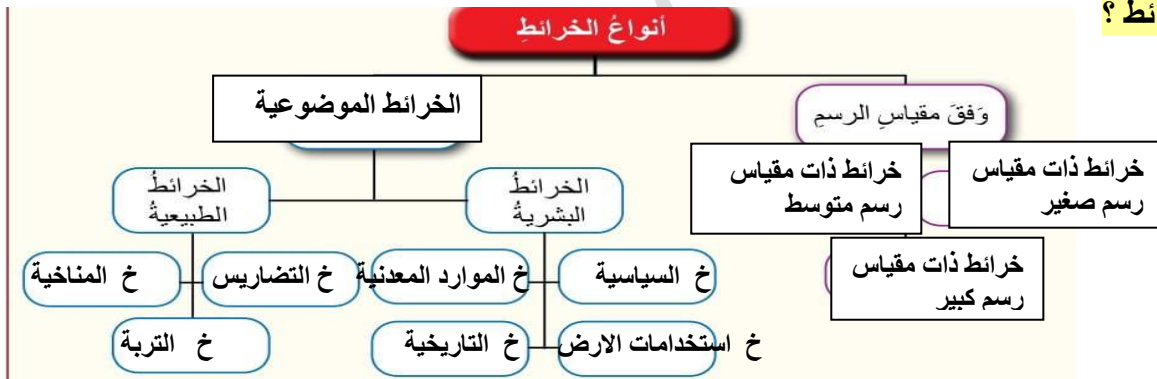 ئط ؟
أنواعُ الخرائطِ
الخرائط الموضوعية
وَفقَ مقياسِ الرسمِ
خرائط ذات مقياس
رسم صغير
خرائط ذات مقياس
رسم متوسط
خرائط ذات مقياس
رسم كبير
الخرائطُ
البشريةُ
الخرائطُ
الطبيعيةُ
خ السياسية
خ الموارد المعدنية
خ التضاريس
خ المناخية
خ استخدامات الارض
خ التاريخية
خ التربة